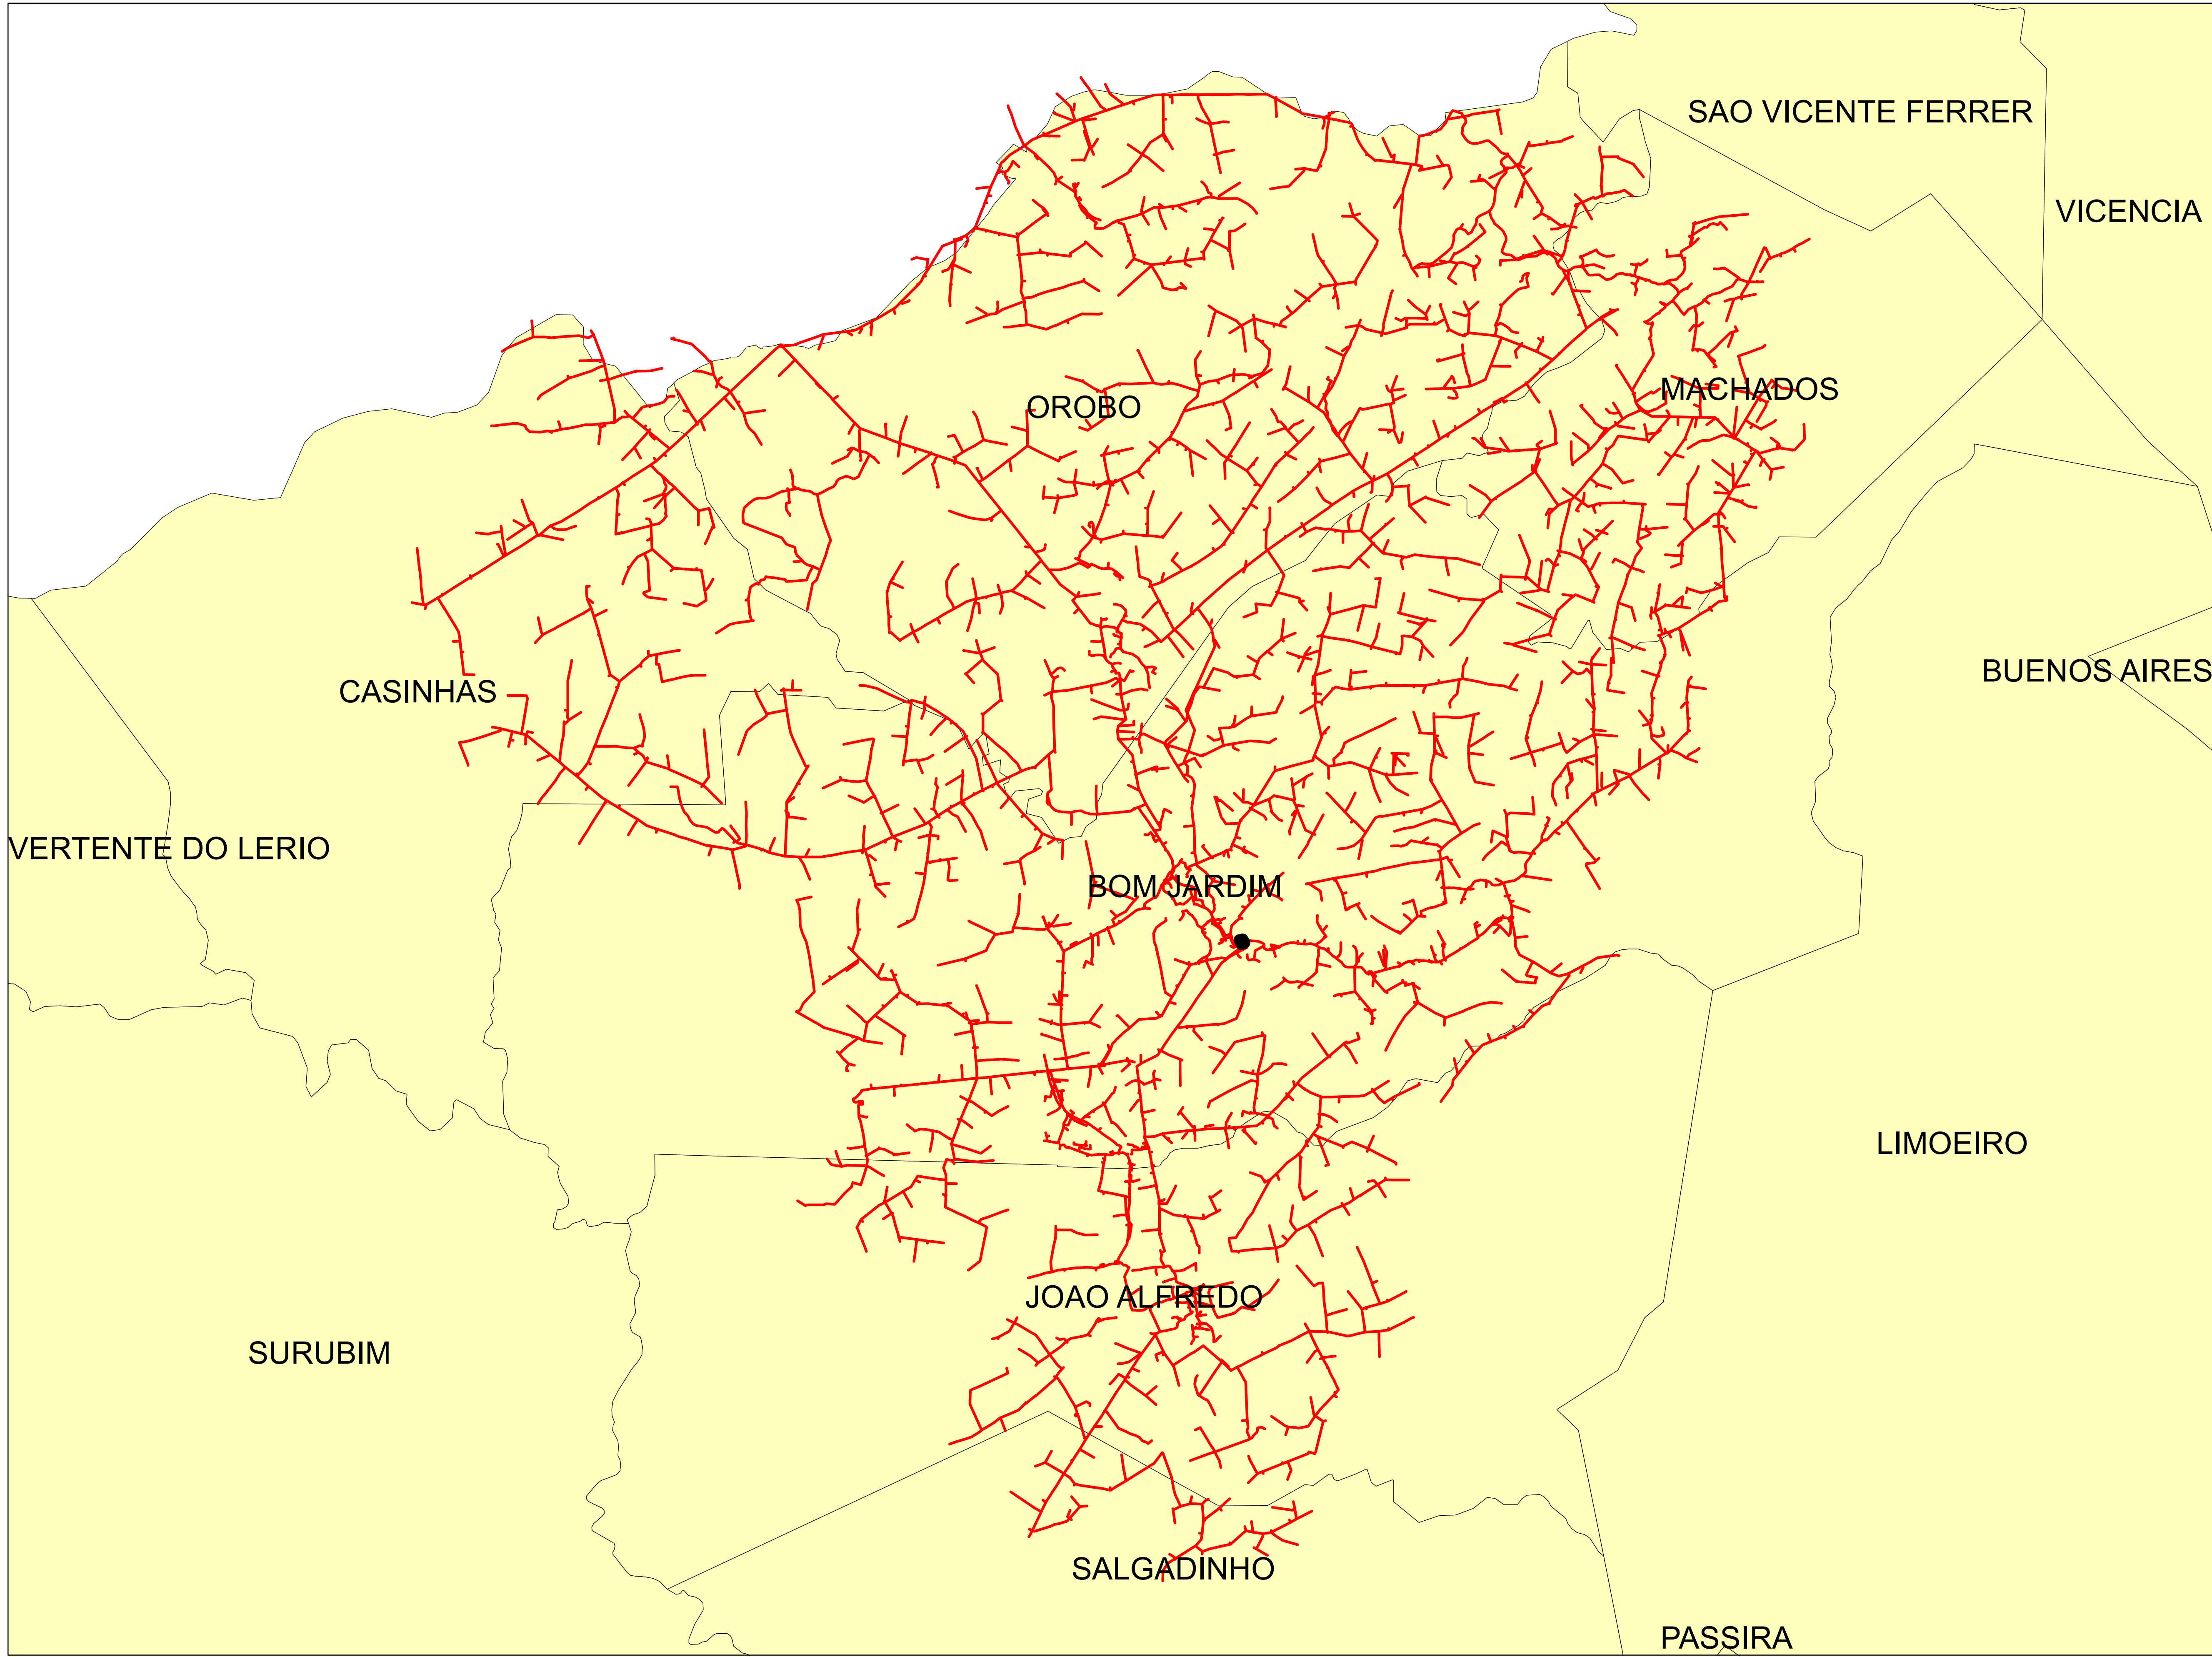 SAO VICENTE FERRER
VICENCIA
MACHADOS
OROBO
BUENOS AIRES
CASINHAS
VERTENTE DO LERIO
BOM JARDIM
LIMOEIRO
JOAO ALFREDO
SURUBIM
SALGADINHO
PASSIRA